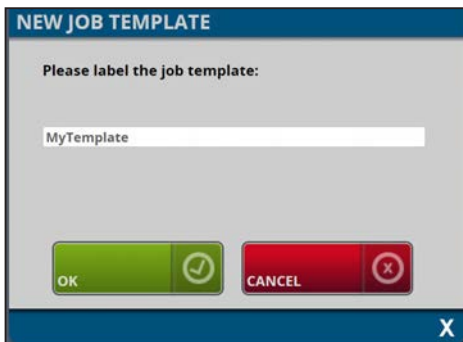 NEW JOB TEMPLATE
Please label the job template:
MyTemplate
OK
CANCEL
X